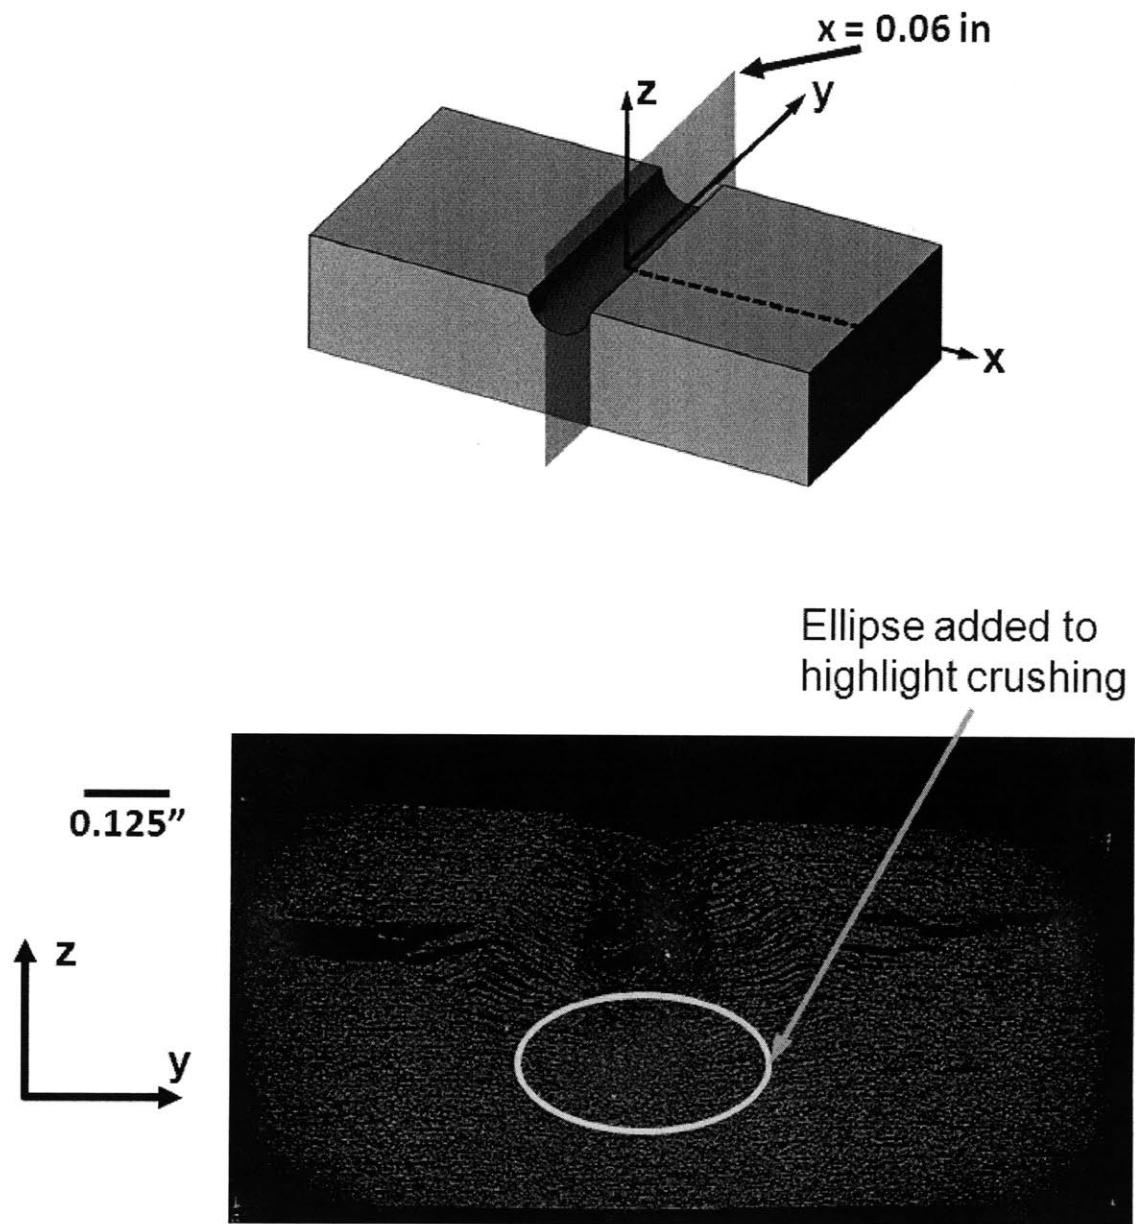 x = 0.06 in
z
y
x
Ellipse added to
highlight crushing
0.125”
z
y